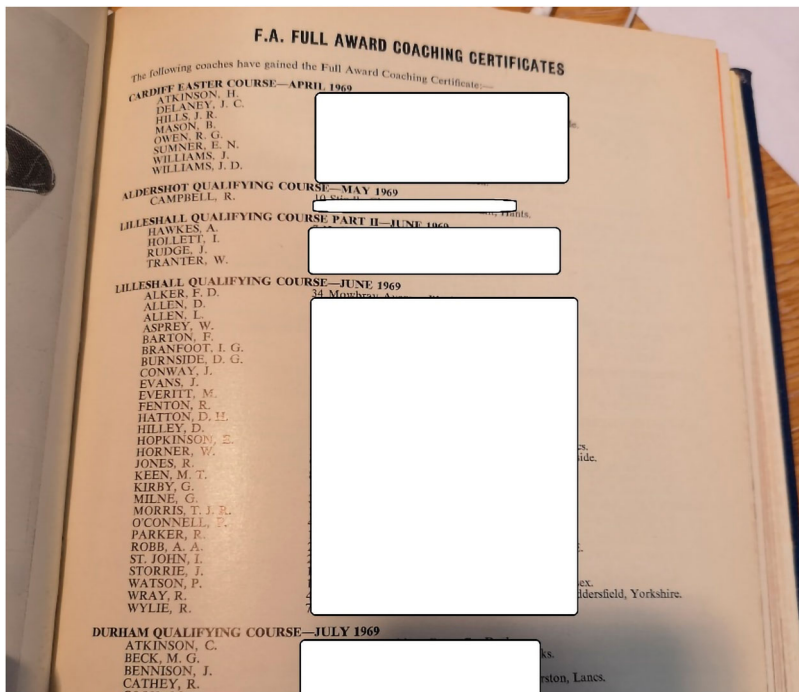 F.A. FULL AWARD COACHING CERTIFICATES
The following coaches have gained the Full Award Coaching Certificate:—
CARDIFF EASTER COURSE—APRIL 1969
ATKINSON, H.
DELANEY, J. C.
HILLS, J. R.
MASON, B.
OWEN, R. G.
SUMNER, E. N.
WILLIAMS, J.
WILLIAMS, J. D.
ALDERSHOT QUALIFYING COURSE—MAY 1969
CAMPBELL, R. Hants.
LILLESHALL QUALIFYING COURSE PART II—JUNE 1969
HAWKES, A.
HOLLETT, I.
RUDGE, J.
TRANTER, W.
LILLESHALL QUALIFYING COURSE—JUNE 1969
ALKER, F. D. 34 Mowbray
ALLEN, D.
ALLEN, L.
ASPREY, W.
BARTON, F.
BRANFOOT, I. G.
BURNSIDE, D. G.
CONWAY, J.
EVANS, J.
EVERITT, M.
FENTON, R.
HATTON, D. H.
HILLEY, D.
HOPKINSON, E.
HORNER, W.
JONES, R.
KEEN, M. T.
KIRBY, G.
MILNE, G.
MORRIS, T. J. R.
O'CONNELL, P.
PARKER, R.
ROBB, A. A.
ST. JOHN, I.
STORRIE, J.
WATSON, P.
WRAY, R. ddersfield, Yorkshire.
WYLIE, R.
DURHAM QUALIFYING COURSE—JULY 1969
ATKINSON, C.
BECK, M. G. ks.
BENNISON, J.
CATHEY, R. rston, Lancs.